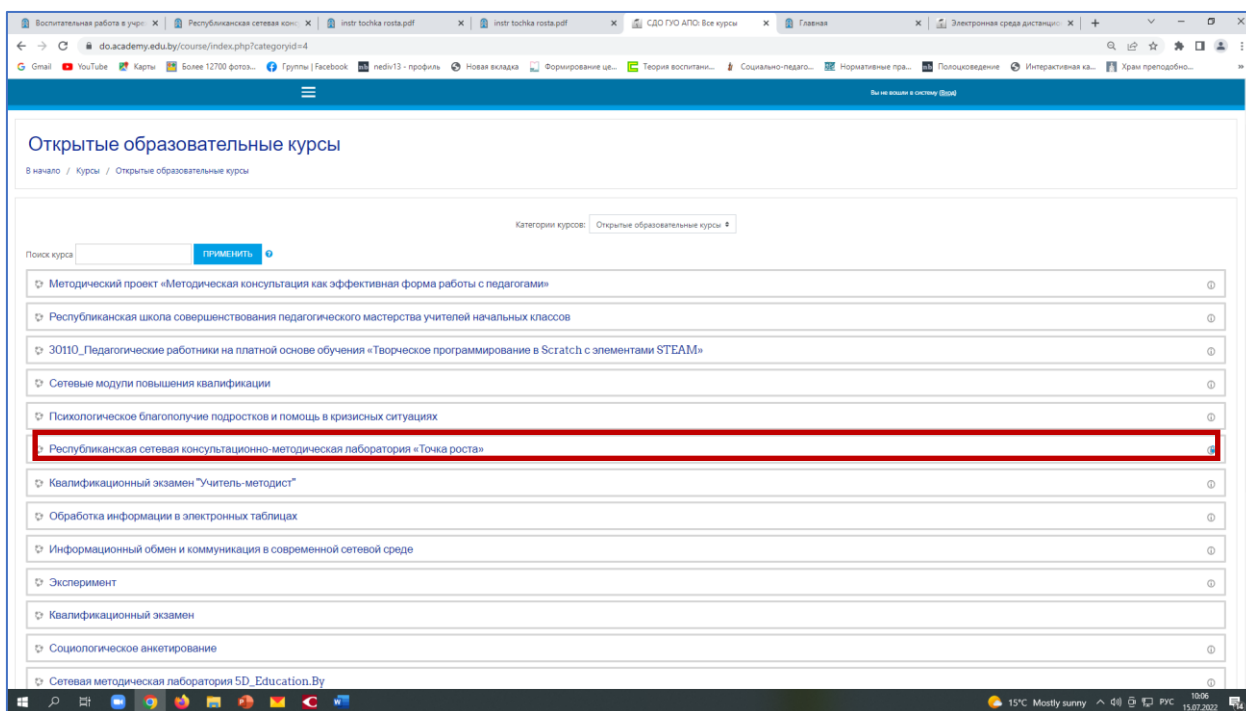 Воспитательная работа в учре
Республиканская сетевая конс
instr tochka rosta.pdf
instr tochka rosta.pdf
СДО ГУО АПО: Все курсы
Главная
Электронная среда дистанцио
do.academy.edu.by/course/index.php?categoryid=4
Gmail YouTube Карты Более 12700 фотоз... Группы | Facebook nediv13 - профиль Новая вкладка Формирование це... Теория воспитани... Социально-педаго... Нормативные пра... Полоцковедение Интерактивная ка... Храм преподобно...
Вы не вошли в систему (Вход)
Открытые образовательные курсы
В начало / Курсы / Открытые образовательные курсы
Категории курсов: Открытые образовательные курсы
Поиск курса ПРИМЕНИТЬ
Методический проект «Методическая консультация как эффективная форма работы с педагогами»
Республиканская школа совершенствования педагогического мастерства учителей начальных классов
30110_Педагогические работники на платной основе обучения «Творческое программирование в Scratch с элементами STEAM»
Сетевые модули повышения квалификации
Психологическое благополучие подростков и помощь в кризисных ситуациях
Республиканская сетевая консультационно-методическая лаборатория «Точка роста»
Квалификационный экзамен "Учитель-методист"
Обработка информации в электронных таблицах
Информационный обмен и коммуникация в современной сетевой среде
Эксперимент
Квалификационный экзамен
Социологическое анкетирование
Сетевая методическая лаборатория 5D_Education.By
15°C Mostly sunny РУС 10:06
15.07.2022